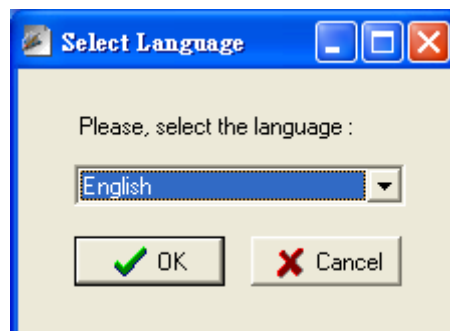 Select Language
Please, select the language :
English
OK
Cancel